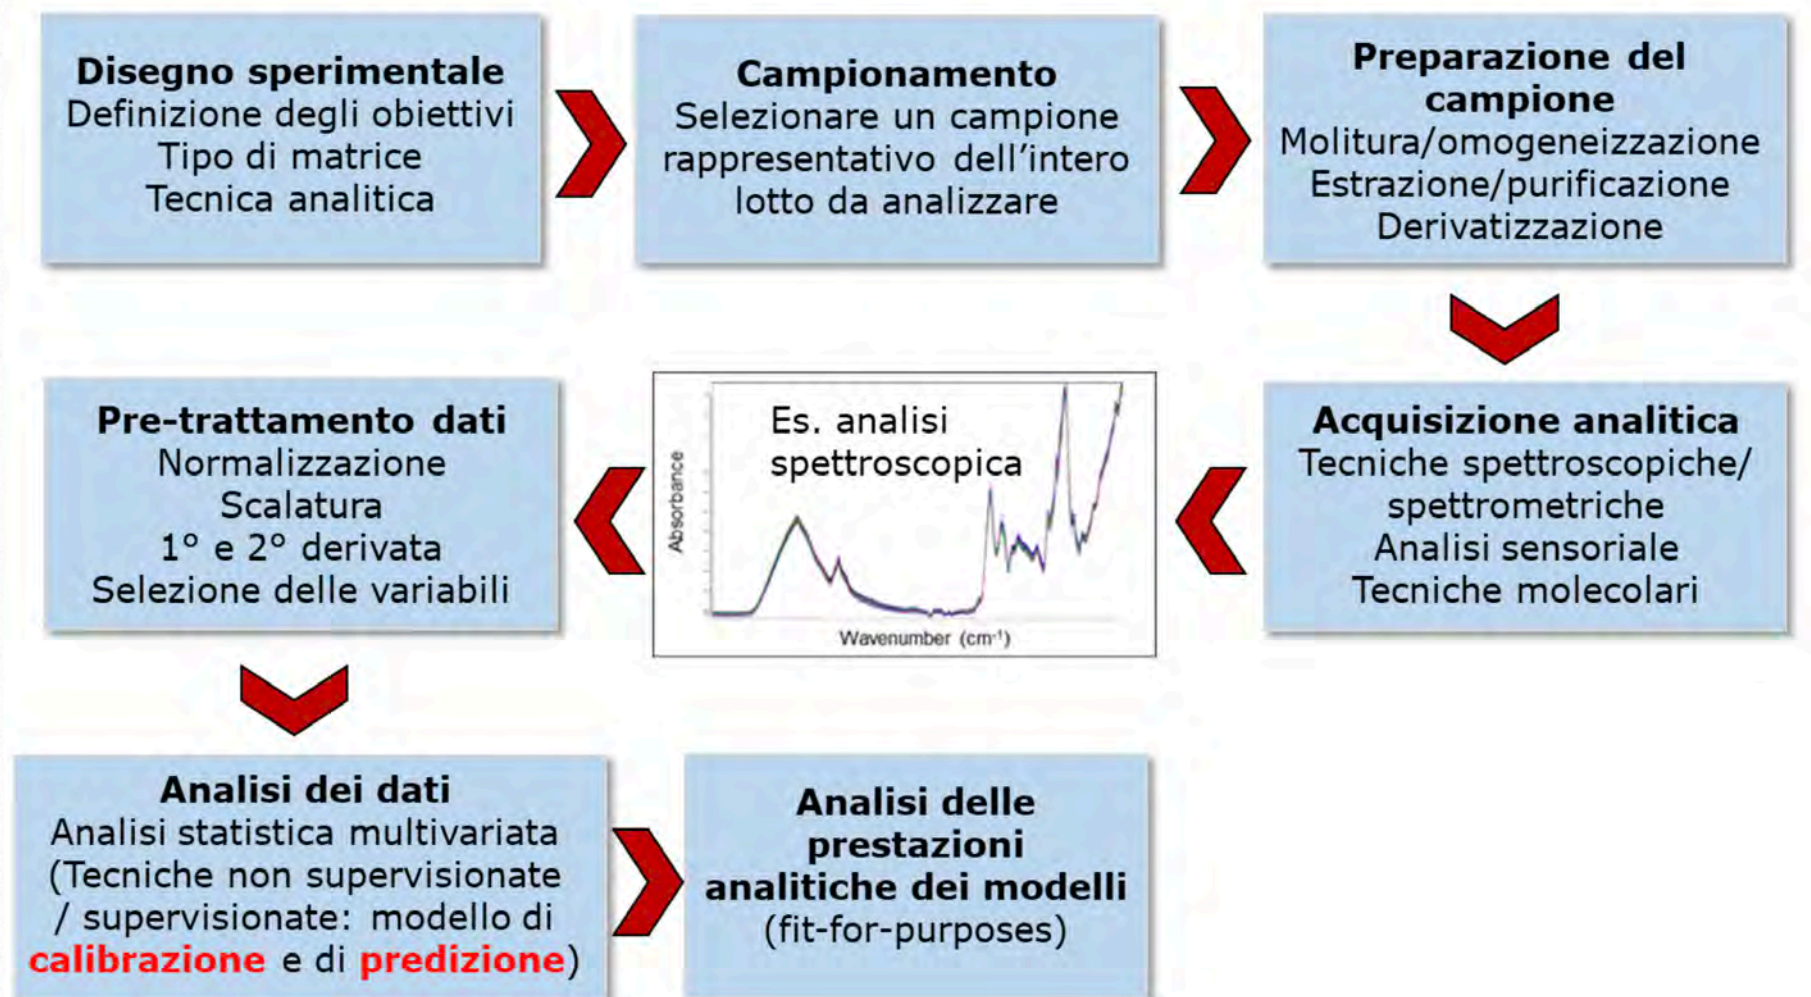 Disegno sperimentale
Definizione degli obiettivi
Tipo di matrice
Tecnica analitica
Campionamento
Selezionare un campione
rappresentativo dell'intero
lotto da analizzare
Preparazione del
campione
Molitura/omogeneizzazione
Estrazione/purificazione
Derivatizzazione
Acquisizione analitica
Tecniche spettroscopiche/
spettrometriche
Analisi sensoriale
Tecniche molecolari
Es. analisi
spettroscopica
Absorbance
Wavenumber (cm⁻¹)
Pre-trattamento dati
Normalizzazione
Scalatura
1° e 2° derivata
Selezione delle variabili
Analisi dei dati
Analisi statistica multivariata
(Tecniche non supervisionate
/ supervisionate: modello di
calibrazione e di predizione)
Analisi delle
prestazioni
analitiche dei modelli
(fit-for-purposes)